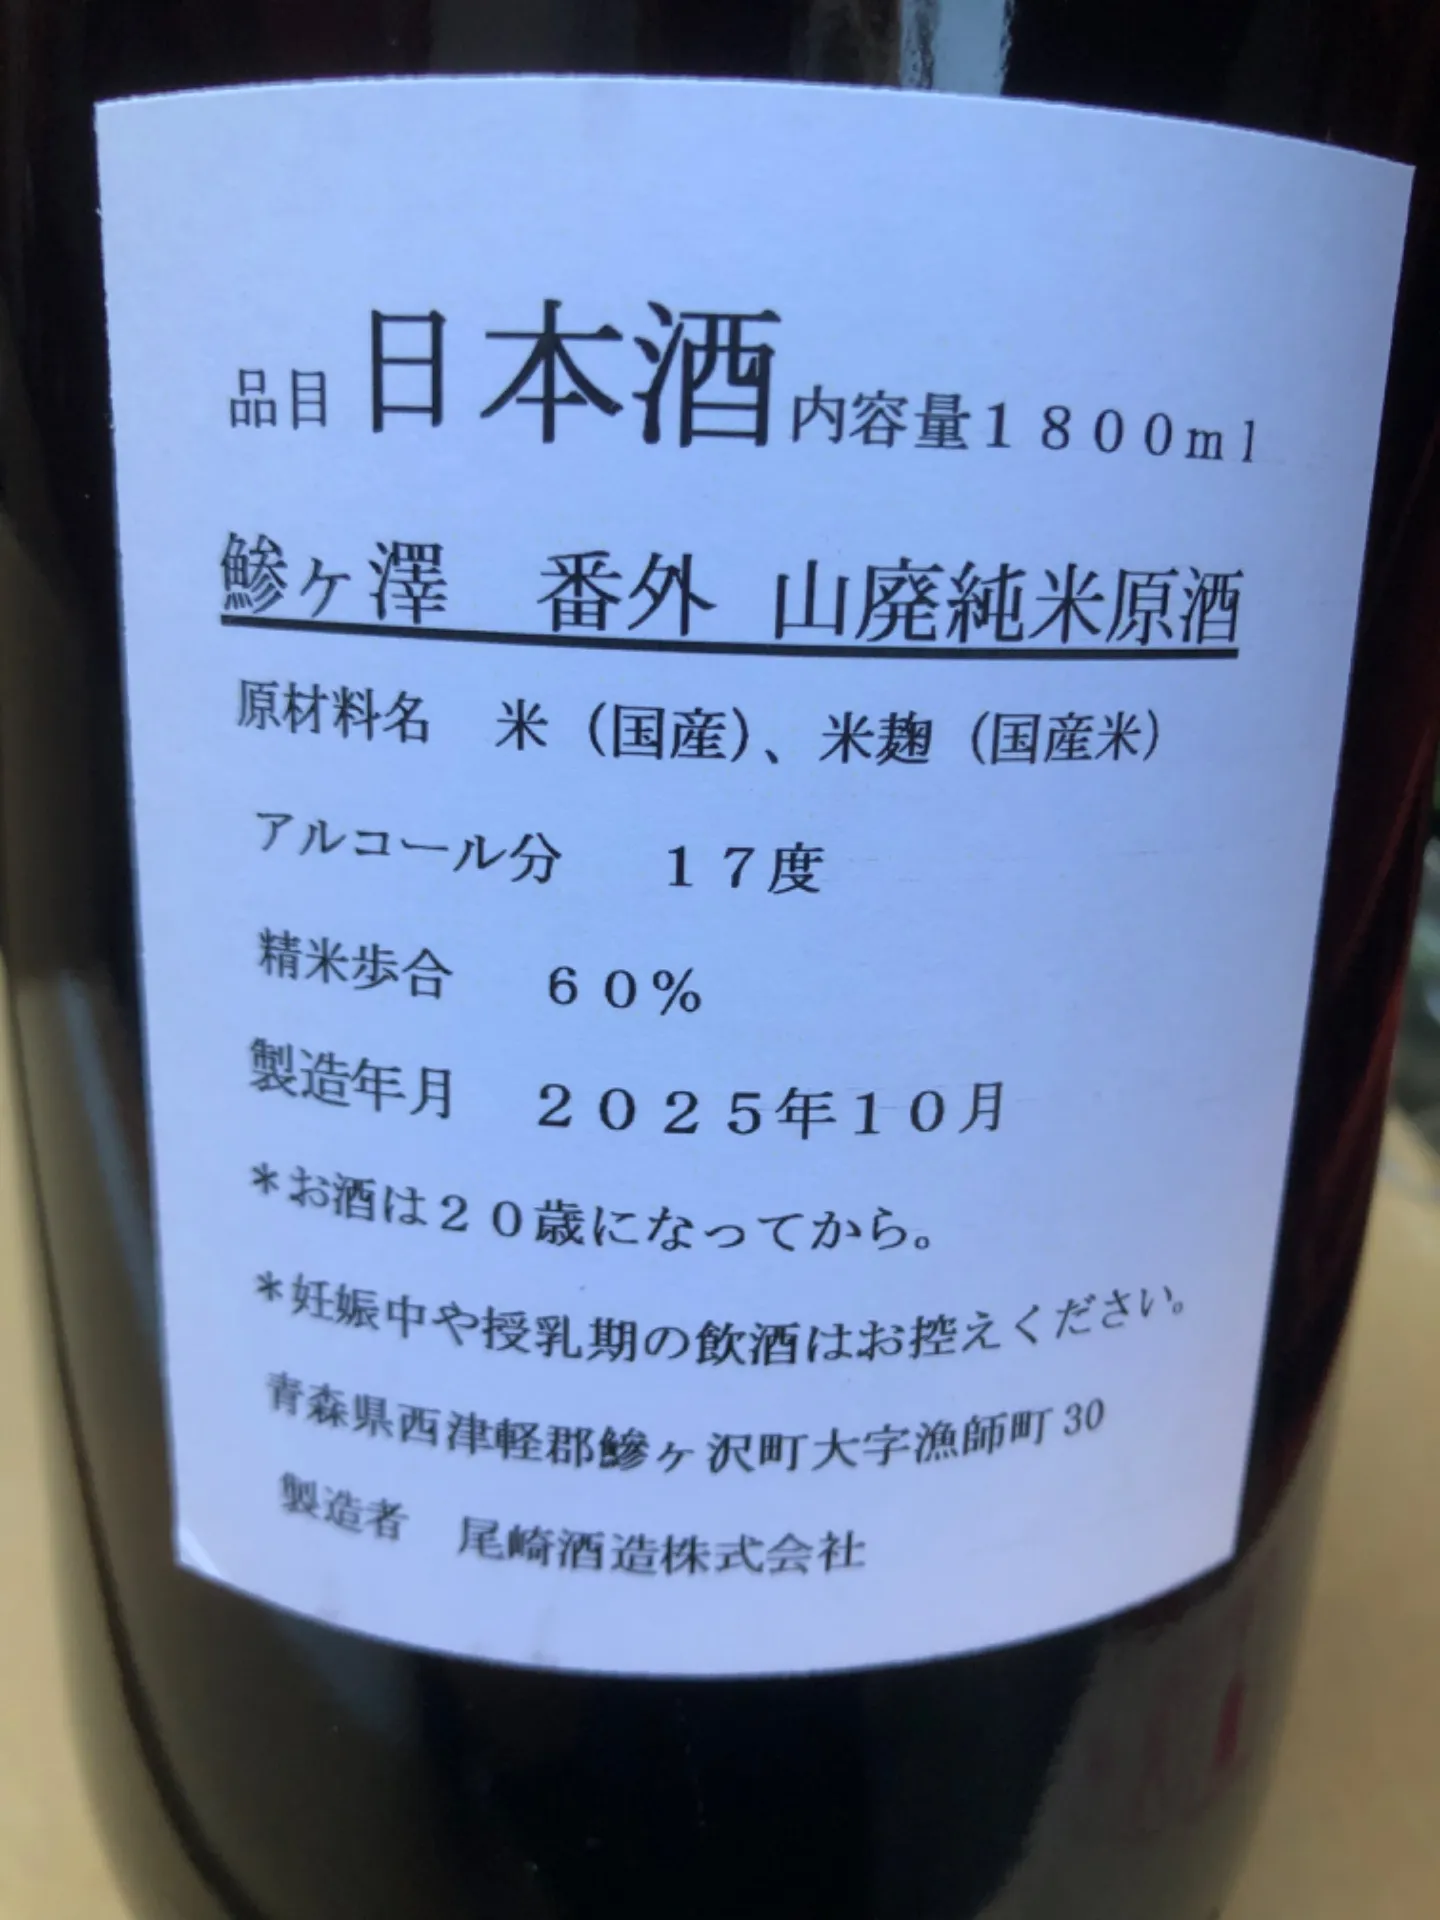 品目 日本酒 内容量１８００ｍｌ
鰺ヶ澤　番外 山廃純米原酒
原材料名　米（国産）、米麹（国産米）
アルコール分　１７度
精米歩合　６０％
製造年月　２０２５年１０月
＊お酒は２０歳になってから。
＊妊娠中や授乳期の飲酒はお控えください。
青森県西津軽郡鰺ヶ沢町大字漁師町30
製造者　尾崎酒造株式会社